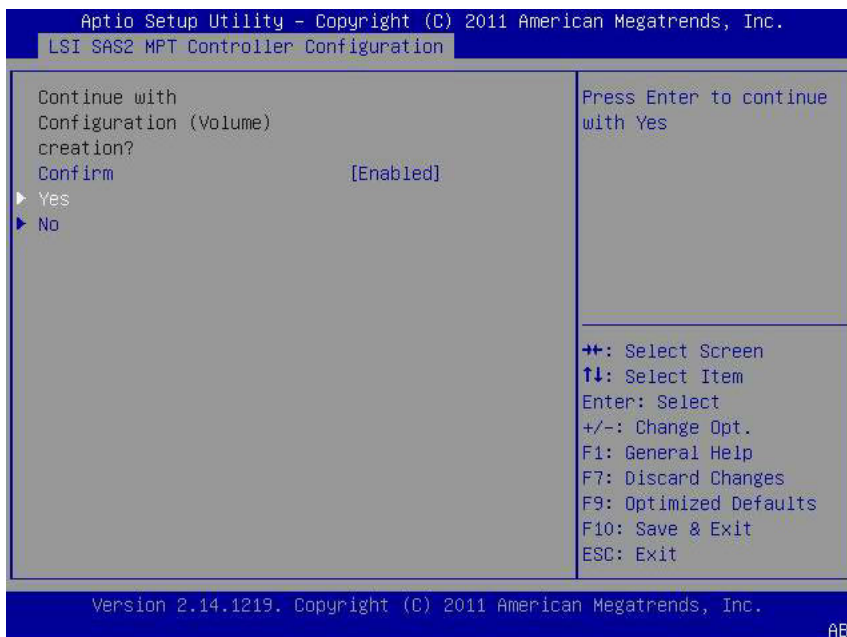 Aptio Setup Utility – Copyright (C) 2011 American Megatrends, Inc.
LSI SAS2 MPT Controller Configuration
Continue with
Configuration (Volume)
creation?
Confirm [Enabled]
Yes
No
Press Enter to continue
with Yes
→←: Select Screen
↑↓: Select Item
Enter: Select
+/-: Change Opt.
F1: General Help
F7: Discard Changes
F9: Optimized Defaults
F10: Save & Exit
ESC: Exit
Version 2.14.1219. Copyright (C) 2011 American Megatrends, Inc.
AB